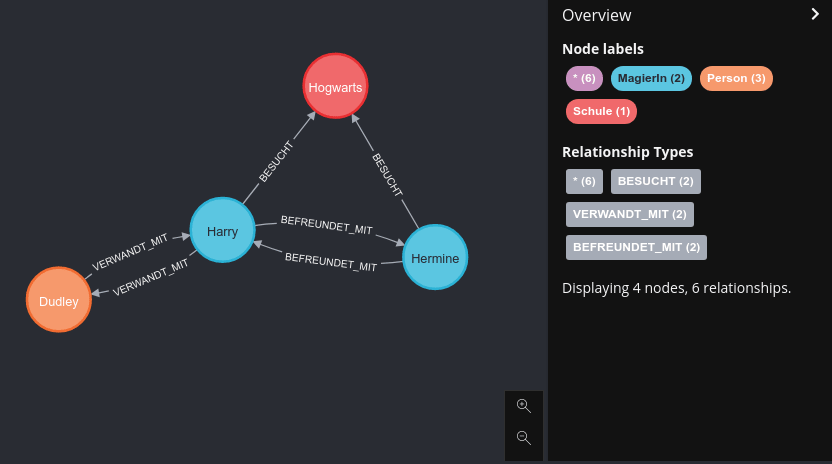 Overview
Node labels
* (6) MagierIn (2) Person (3)
Schule (1)
Relationship Types
* (6) BESUCHT (2)
VERWANDT_MIT (2)
BEFREUNDET_MIT (2)
Displaying 4 nodes, 6 relationships.
Hogwarts
BESUCHT
BESUCHT
Harry
BEFREUNDET_MIT
BEFREUNDET_MIT
Hermine
VERWANDT_MIT
VERWANDT_MIT
Dudley